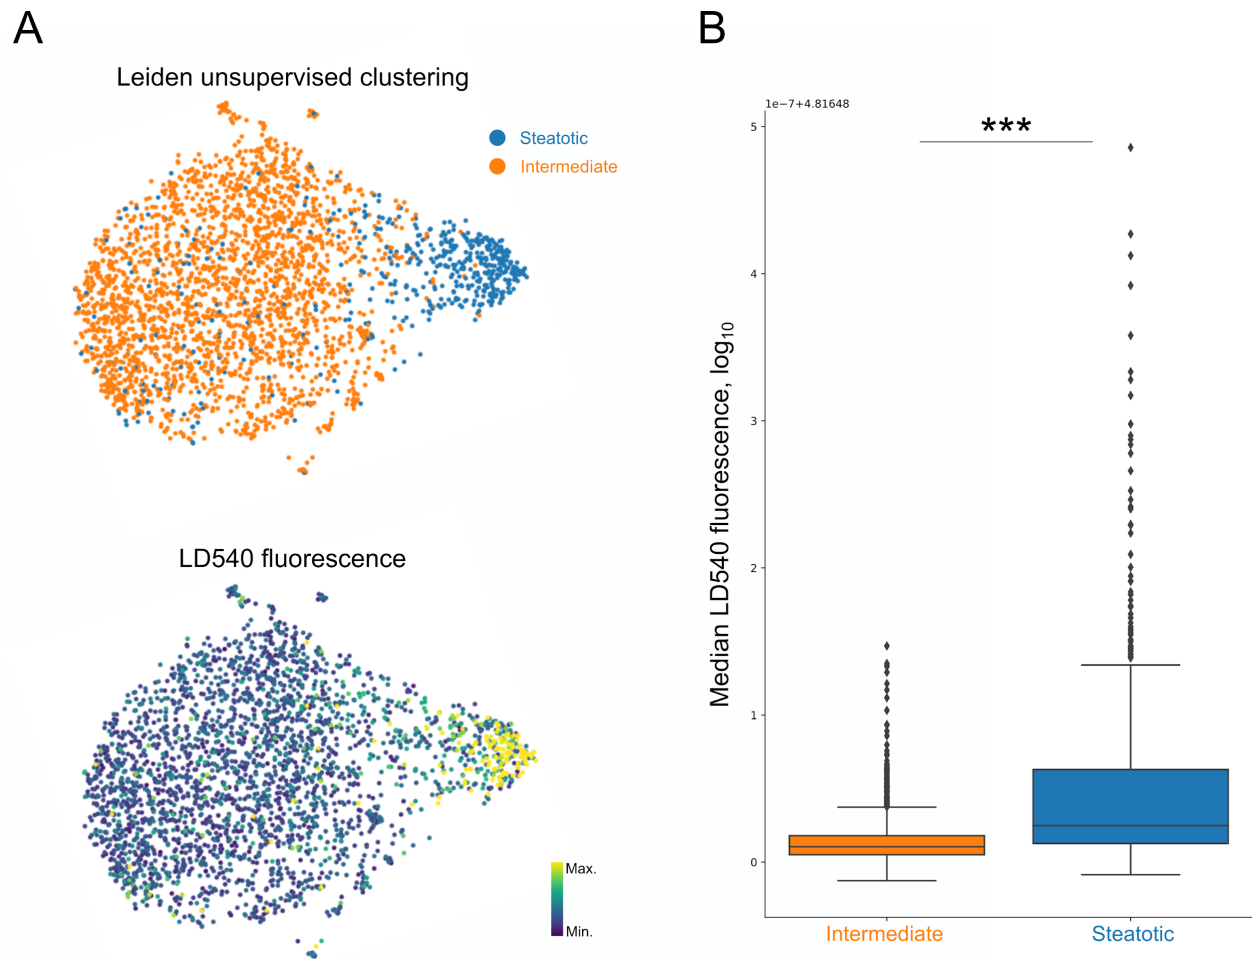 A
Leiden unsupervised clustering
Steatotic
Intermediate
LD540 fluorescence
Max.
Min.
B
1e−7+4.81648
***
5
4
3
2
1
0
Median LD540 fluorescence, log10
Intermediate
Steatotic